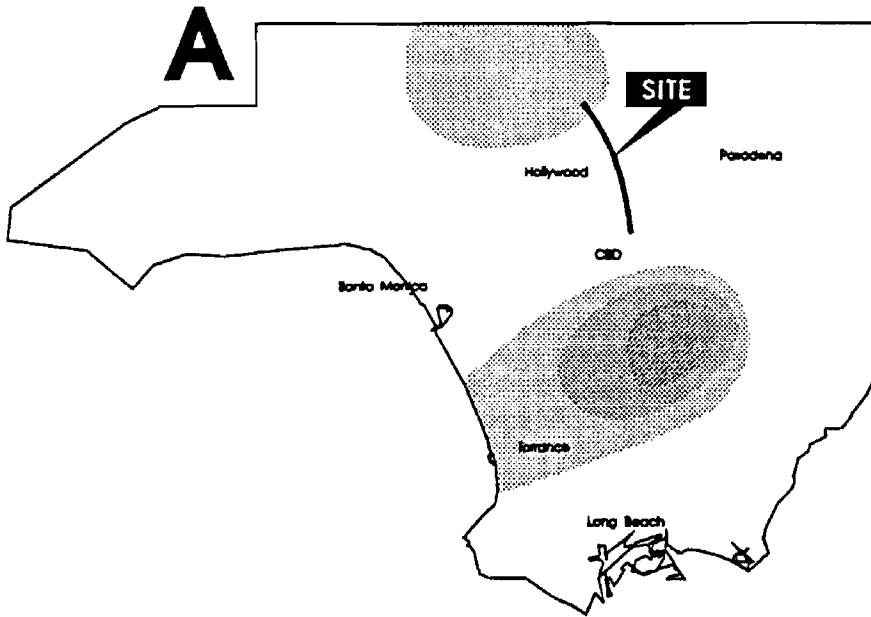 A
SITE
Hollywood
Pasadena
CBD
Santa Monica
Torrance
Long Beach